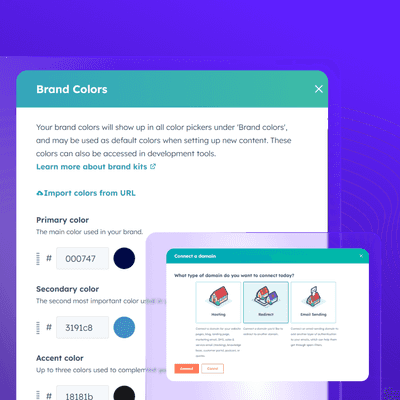 Brand Colors
Your brand colors will show up in all color pickers under 'Brand colors',
and may be used as default colors when setting up new content. These
colors can also be accessed in development tools.
Learn more about brand kits
Import colors from URL
Primary color
The main color used in your brand.
# 000747
Secondary color
The second most important color used in
# 3191c8
Accent color
Up to three colors used to complement your
# 18181b
Connect a domain
What type of domain do you want to connect today?
Hosting
Redirect
Email Sending
Connect
Cancel